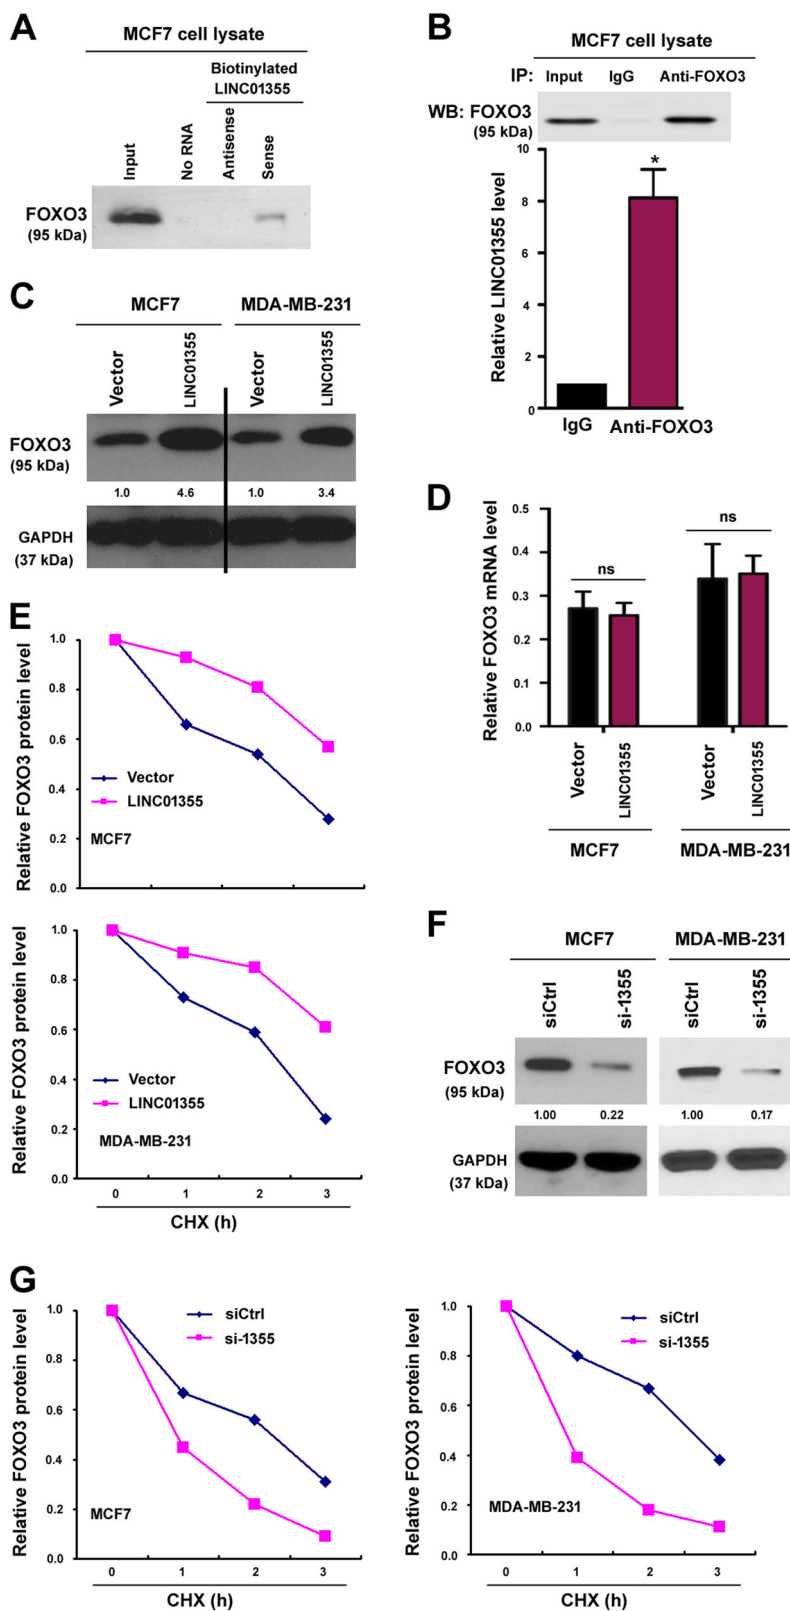 A
MCF7 cell lysate
Biotinylated
LINC01355
Input
No RNA
Antisense
Sense
FOXO3
(95 kDa)
B
MCF7 cell lysate
IP: Input IgG Anti-FOXO3
WB: FOXO3
(95 kDa)
Relative LINC01355 level
10
8
6
4
2
0
*
IgG Anti-FOXO3
C
MCF7 MDA-MB-231
Vector
LINC01355
Vector
LINC01355
FOXO3
(95 kDa)
1.0 4.6 1.0 3.4
GAPDH
(37 kDa)
D
Relative FOXO3 mRNA level
0.5
0.4
0.3
0.2
0.1
0.0
ns
ns
Vector
LINC01355
Vector
LINC01355
MCF7 MDA-MB-231
E
Relative FOXO3 protein level
1.0
0.8
0.6
0.4
0.2
0.0
Vector
LINC01355
MCF7
Relative FOXO3 protein level
1.0
0.8
0.6
0.4
0.2
0.0
Vector
LINC01355
MDA-MB-231
0 1 2 3
CHX (h)
F
MCF7 MDA-MB-231
siCtrl
si-1355
siCtrl
si-1355
FOXO3
(95 kDa)
1.00 0.22 1.00 0.17
GAPDH
(37 kDa)
G
Relative FOXO3 protein level
1.0
0.8
0.6
0.4
0.2
0.0
siCtrl
si-1355
MCF7
0 1 2 3
CHX (h)
Relative FOXO3 protein level
1.0
0.8
0.6
0.4
0.2
0.0
siCtrl
si-1355
MDA-MB-231
0 1 2 3
CHX (h)